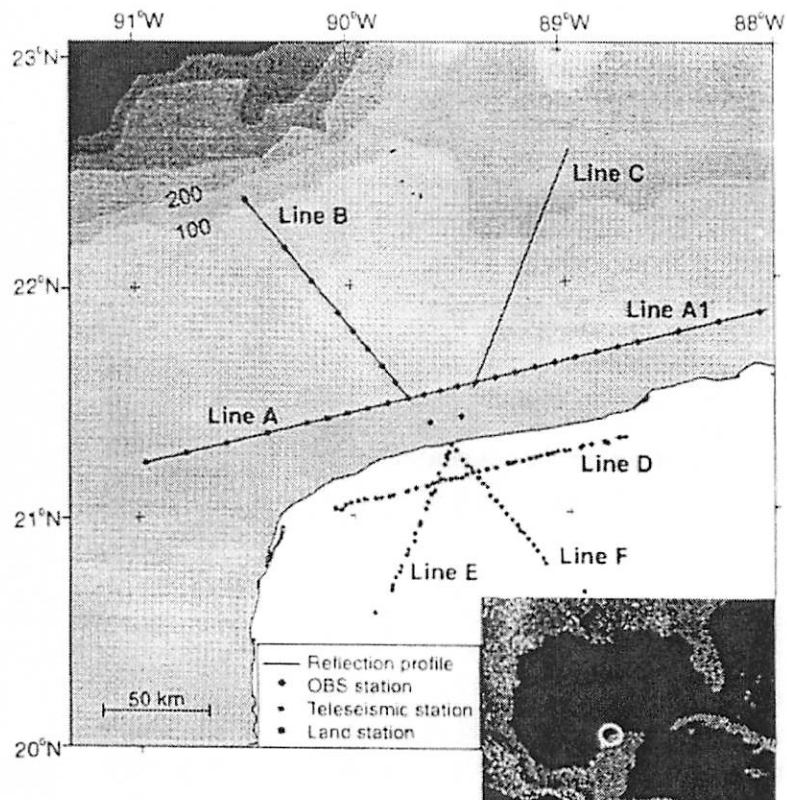 91°W 90°W 89°W 88°W
23°N
Line C
200
Line B
100
22°N
Line A1
Line A
Line D
21°N
Line F
Line E
Reflection profile
OBS station
50 km
Teleseismic station
Land station
20°N